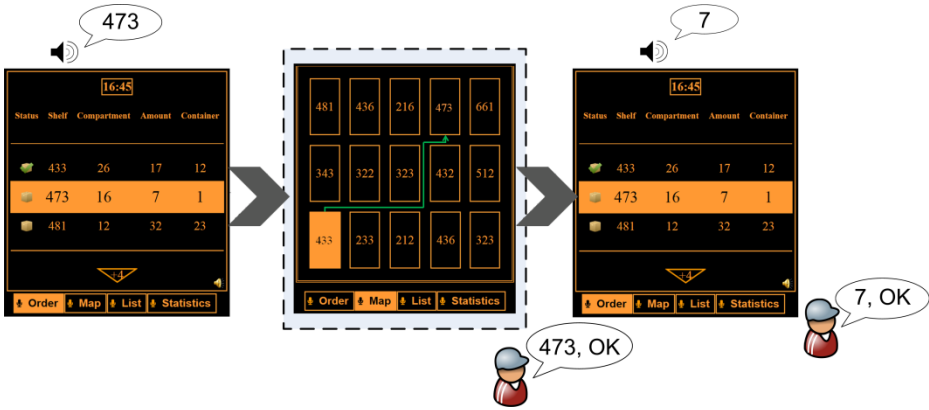 473
16:45
Status Shelf Compartment Amount Container
433 26 17 12
473 16 7 1
481 12 32 23
+4
Order Map List Statistics
481 436 216 473 661
343 322 323 432 512
433 233 212 436 323
Order Map List Statistics
473, OK
7
16:45
Status Shelf Compartment Amount Container
433 26 17 12
473 16 7 1
481 12 32 23
+4
Order Map List Statistics
7, OK